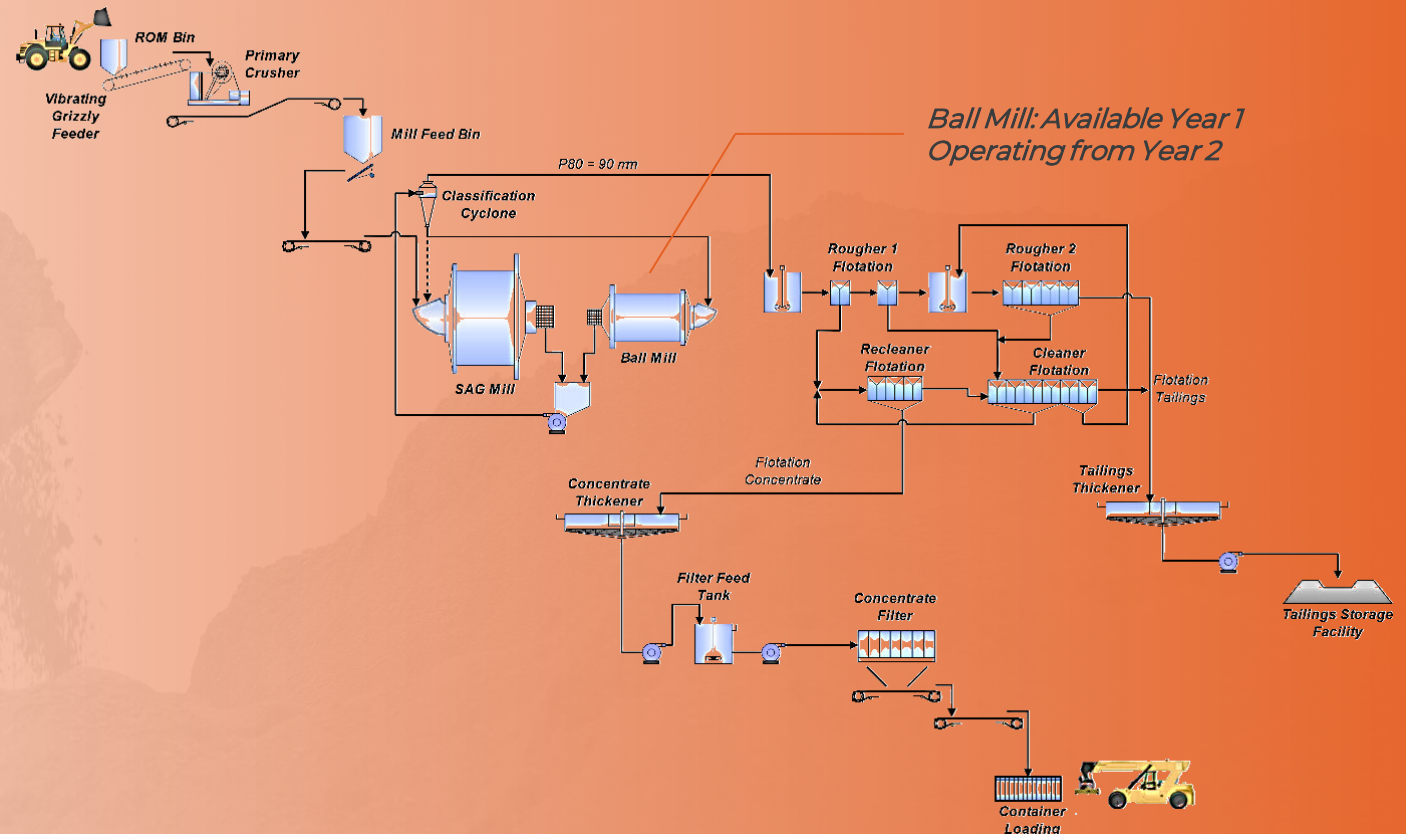 ROM Bin
Primary
Crusher
Vibrating
Grizzly
Feeder
Mill Feed Bin
Ball Mill: Available Year 1
Operating from Year 2
P80 = 90 nm
Classification
Cyclone
Rougher 1
Flotation
Rougher 2
Flotation
SAG Mill
Ball Mill
Recleaner
Flotation
Cleaner
Flotation
Flotation
Tailings
Flotation
Concentrate
Concentrate
Thickener
Tailings
Thickener
Filter Feed
Tank
Concentrate
Filter
Tailings Storage
Facility
Container
Loading